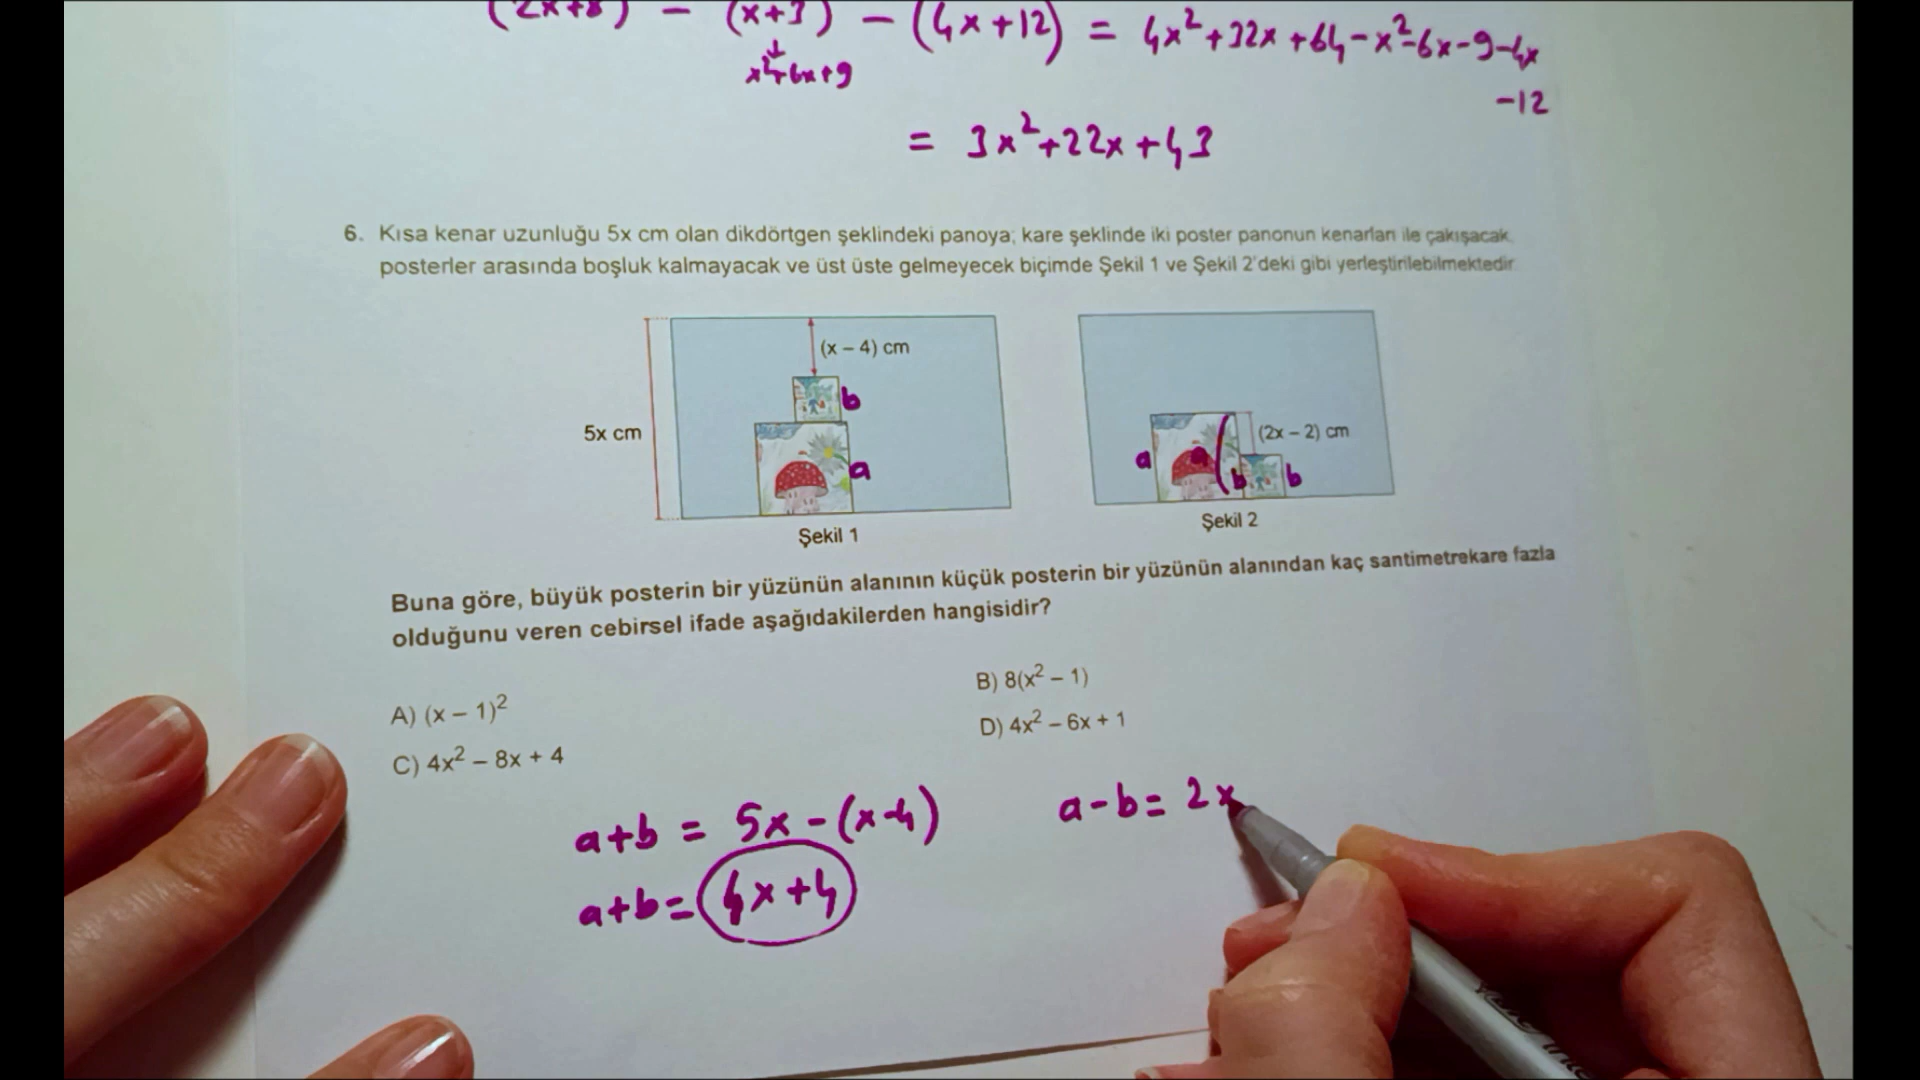 (2x+8) − (x+3) − (4x+12) = 4x²+32x+64−x²−6x−9−4x
x²+6x+9
−12
= 3x²+22x+43
6. Kısa kenar uzunluğu 5x cm olan dikdörtgen şeklindeki panoya; kare şeklinde iki poster panonun kenarları ile çakışacak,
posterler arasında boşluk kalmayacak ve üst üste gelmeyecek biçimde Şekil 1 ve Şekil 2'deki gibi yerleştirilebilmektedir.
(x – 4) cm
b
5x cm
a
Şekil 1
(2x – 2) cm
a a b b
Şekil 2
Buna göre, büyük posterin bir yüzünün alanının küçük posterin bir yüzünün alanından kaç santimetrekare fazla
olduğunu veren cebirsel ifade aşağıdakilerden hangisidir?
A) (x – 1)²
B) 8(x² – 1)
C) 4x² – 8x + 4
D) 4x² – 6x + 1
a+b = 5x−(x−4)
a−b= 2x
a+b= 4x+4